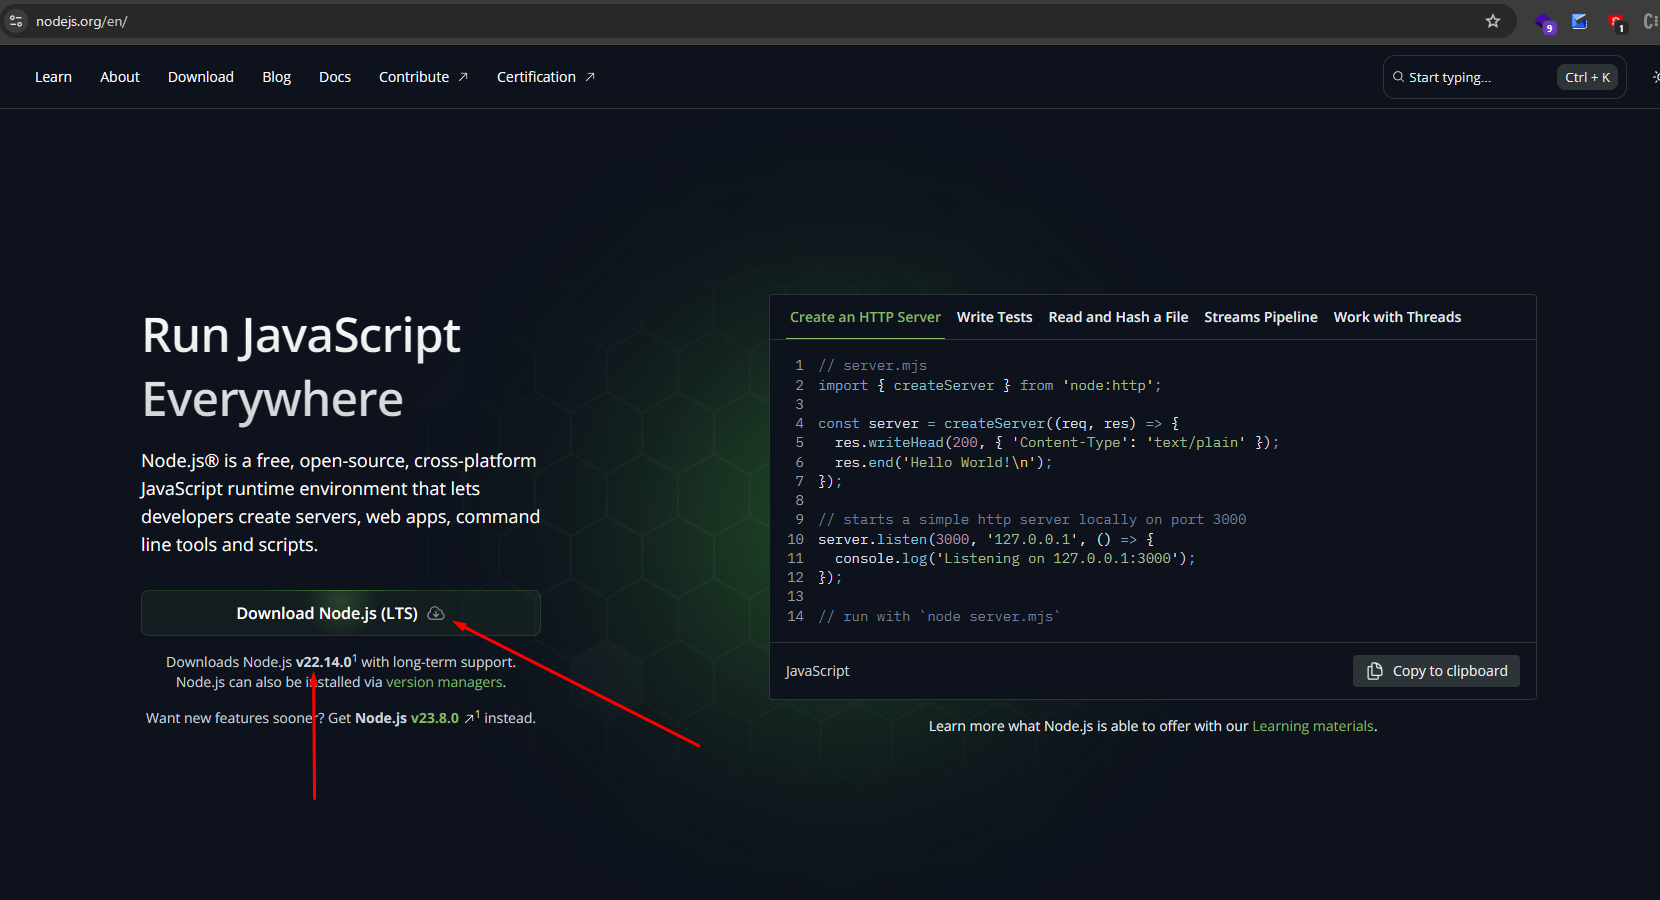 nodejs.org/en/
9
1
Learn About Download Blog Docs Contribute ↗ Certification ↗
Start typing...
Ctrl + K
Run JavaScript
Everywhere
Node.js® is a free, open-source, cross-platform
JavaScript runtime environment that lets
developers create servers, web apps, command
line tools and scripts.
Download Node.js (LTS)
Downloads Node.js v22.14.0¹ with long-term support.
Node.js can also be installed via version managers.
Want new features sooner? Get Node.js v23.8.0 ↗¹ instead.
Create an HTTP Server Write Tests Read and Hash a File Streams Pipeline Work with Threads
1 // server.mjs
2 import { createServer } from 'node:http';
3
4 const server = createServer((req, res) => {
5   res.writeHead(200, { 'Content-Type': 'text/plain' });
6   res.end('Hello World!\n');
7 });
8
9 // starts a simple http server locally on port 3000
10 server.listen(3000, '127.0.0.1', () => {
11   console.log('Listening on 127.0.0.1:3000');
12 });
13
14 // run with `node server.mjs`
JavaScript
Copy to clipboard
Learn more what Node.js is able to offer with our Learning materials.